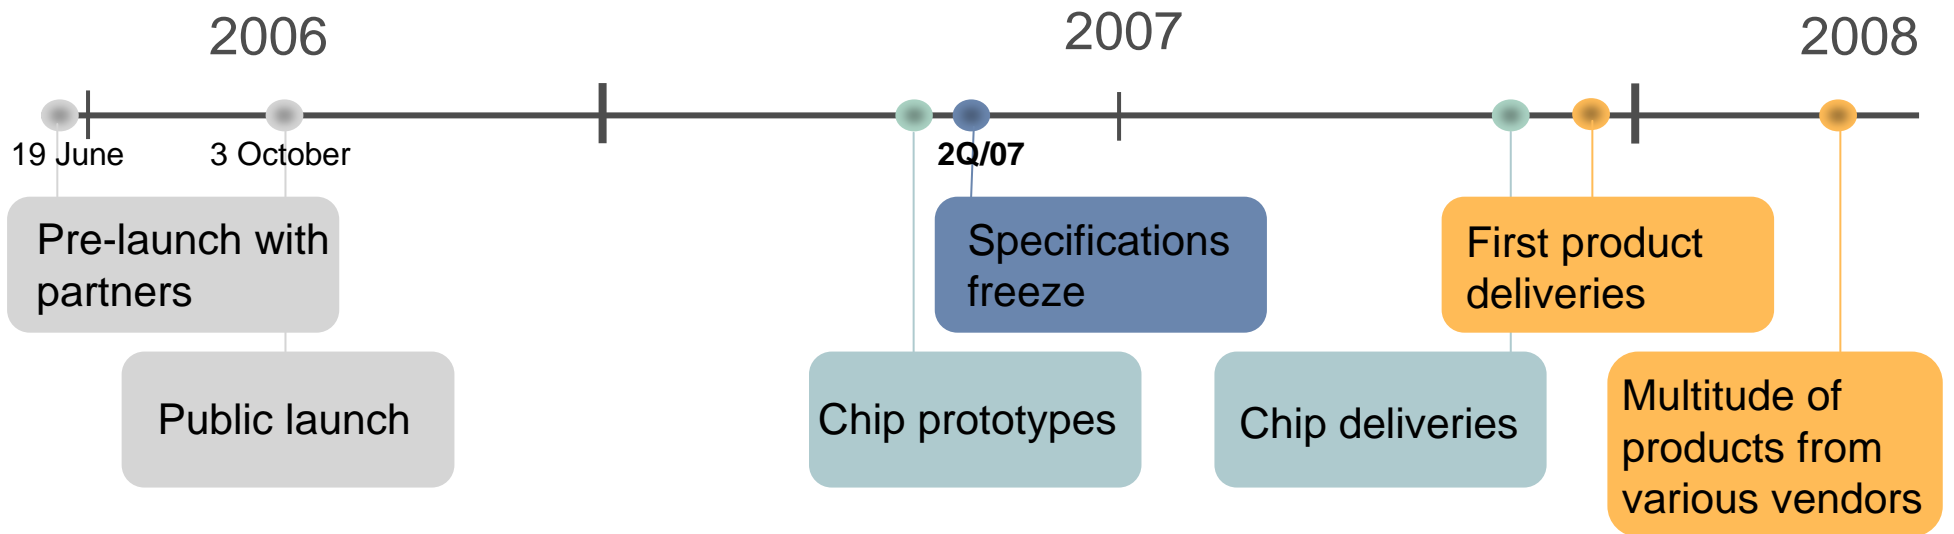 2006
2007
2008
19 June
3 October
2Q/07
Pre-launch with
partners
Specifications
freeze
First product
deliveries
Public launch
Chip prototypes
Chip deliveries
Multitude of
products from
various vendors